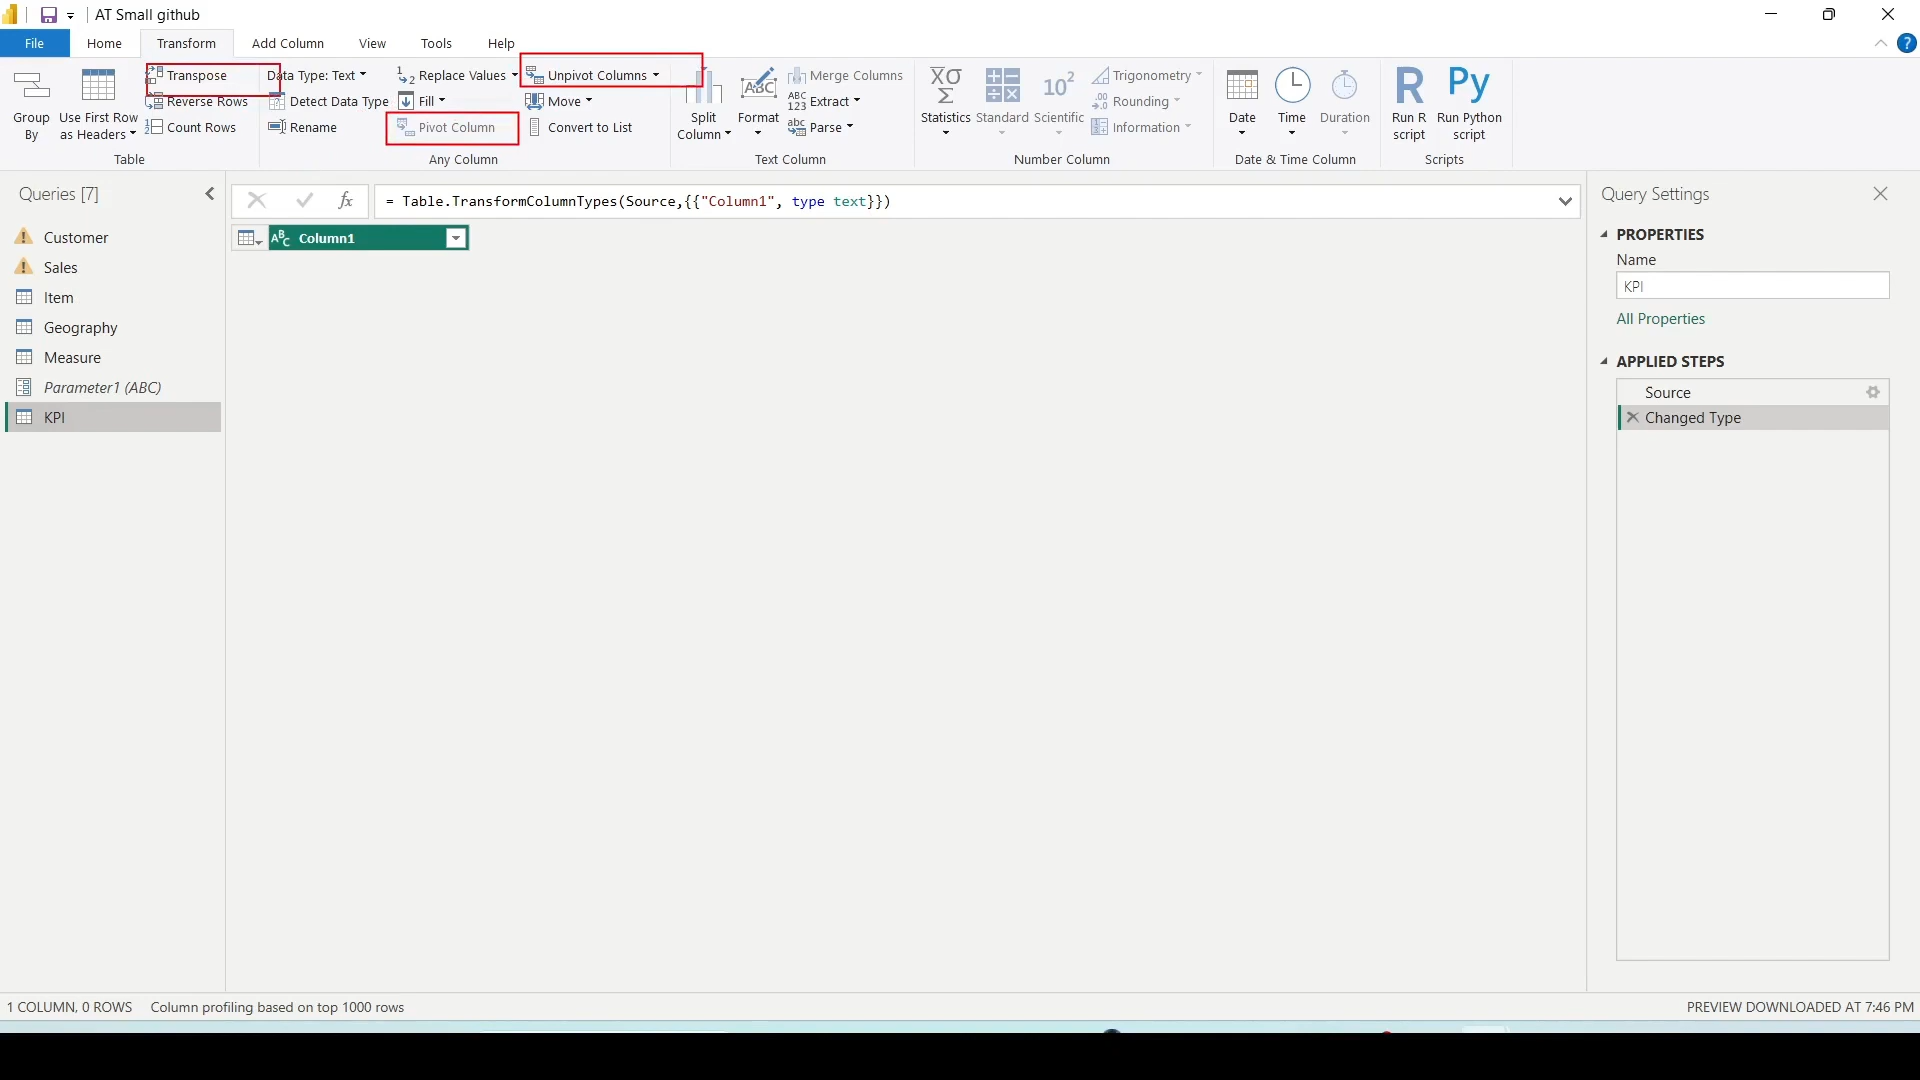 AT Small github
File Home Transform Add Column View Tools Help
Transpose
Reverse Rows
Count Rows
Group By
Use First Row as Headers
Table
Data Type: Text
Detect Data Type
Rename
Replace Values
Fill
Pivot Column
Unpivot Columns
Move
Convert to List
Any Column
Split Column
Format
Merge Columns
Extract
Parse
Text Column
Statistics
Standard
Scientific
Trigonometry
Rounding
Information
Number Column
Date
Time
Duration
Date & Time Column
Run R script
Run Python script
Scripts
Queries [7]
Customer
Sales
Item
Geography
Measure
Parameter1 (ABC)
KPI
= Table.TransformColumnTypes(Source,{{"Column1", type text}})
Column1
Query Settings
PROPERTIES
Name
KPI
All Properties
APPLIED STEPS
Source
Changed Type
1 COLUMN, 0 ROWS Column profiling based on top 1000 rows
PREVIEW DOWNLOADED AT 7:46 PM